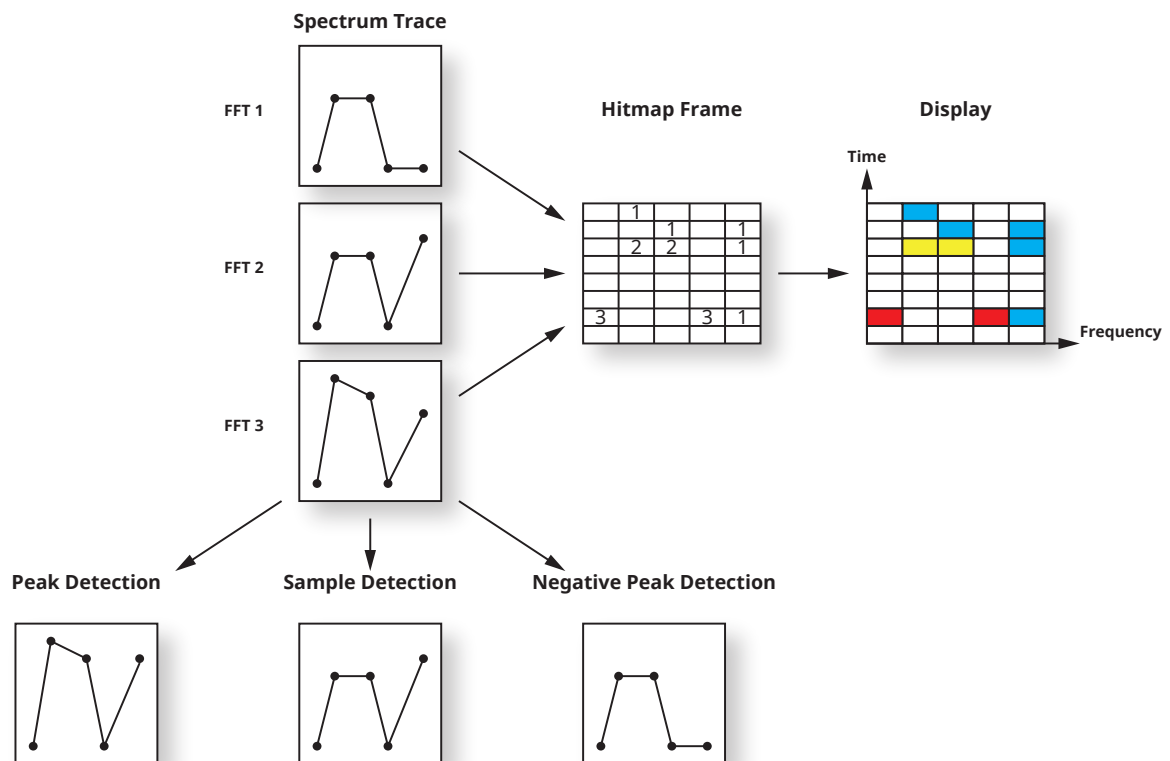 Spectrum Trace
FFT 1
Hitmap Frame
Display
Time
1
1 1
2 2 1
FFT 2
3 3 1
Frequency
FFT 3
Peak Detection
Sample Detection
Negative Peak Detection